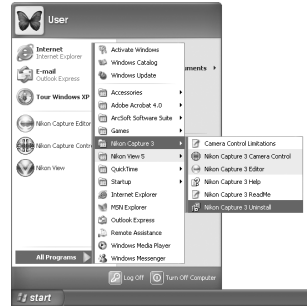 User
Internet
Internet Explorer
E-mail
Outlook Express
Tour Windows XP
Nikon Capture Editor
Nikon Capture Contr
Nikon View
All Programs
Activate Windows
Windows Catalog
Windows Update
Accessories
Adobe Acrobat 4.0
ArcSoft Software Suite
Games
Nikon Capture 3
Nikon View 5
QuickTime
Startup
Internet Explorer
MSN Explorer
Outlook Express
Remote Assistance
Windows Media Player
Windows Messenger
uments
Camera Control Limitations
Nikon Capture 3 Camera Control
Nikon Capture 3 Editor
Nikon Capture 3 Help
Nikon Capture 3 ReadMe
Nikon Capture 3 Uninstall
Log Off
Turn Off Computer
start